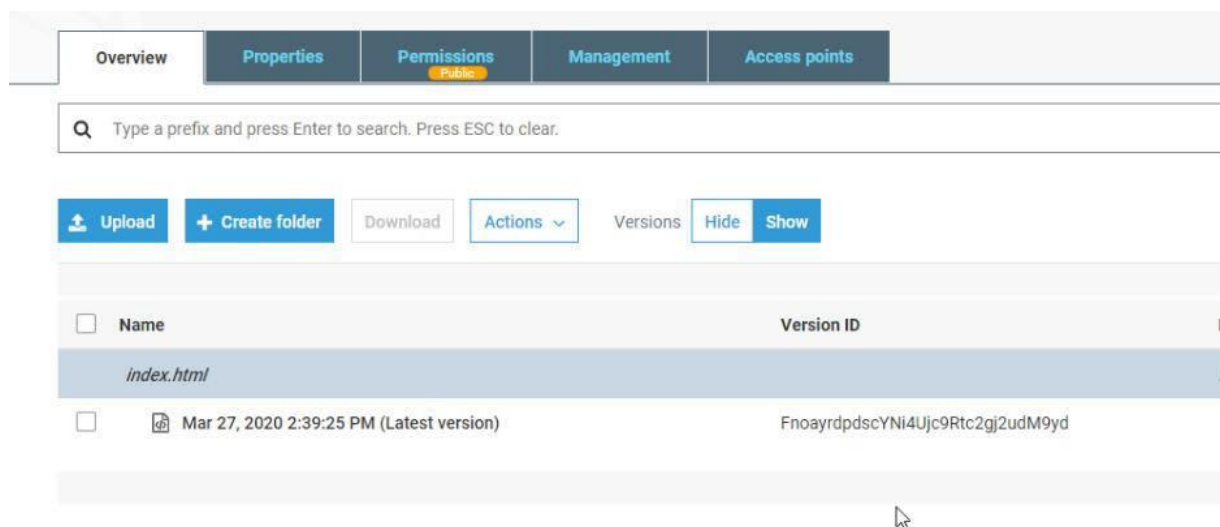 Overview Properties Permissions Management Access points
Public
Type a prefix and press Enter to search. Press ESC to clear.
Upload Create folder Download Actions Versions Hide Show
Name Version ID
index.html
Mar 27, 2020 2:39:25 PM (Latest version) FnoayrdpdscYNi4Ujc9Rtc2gj2udM9yd